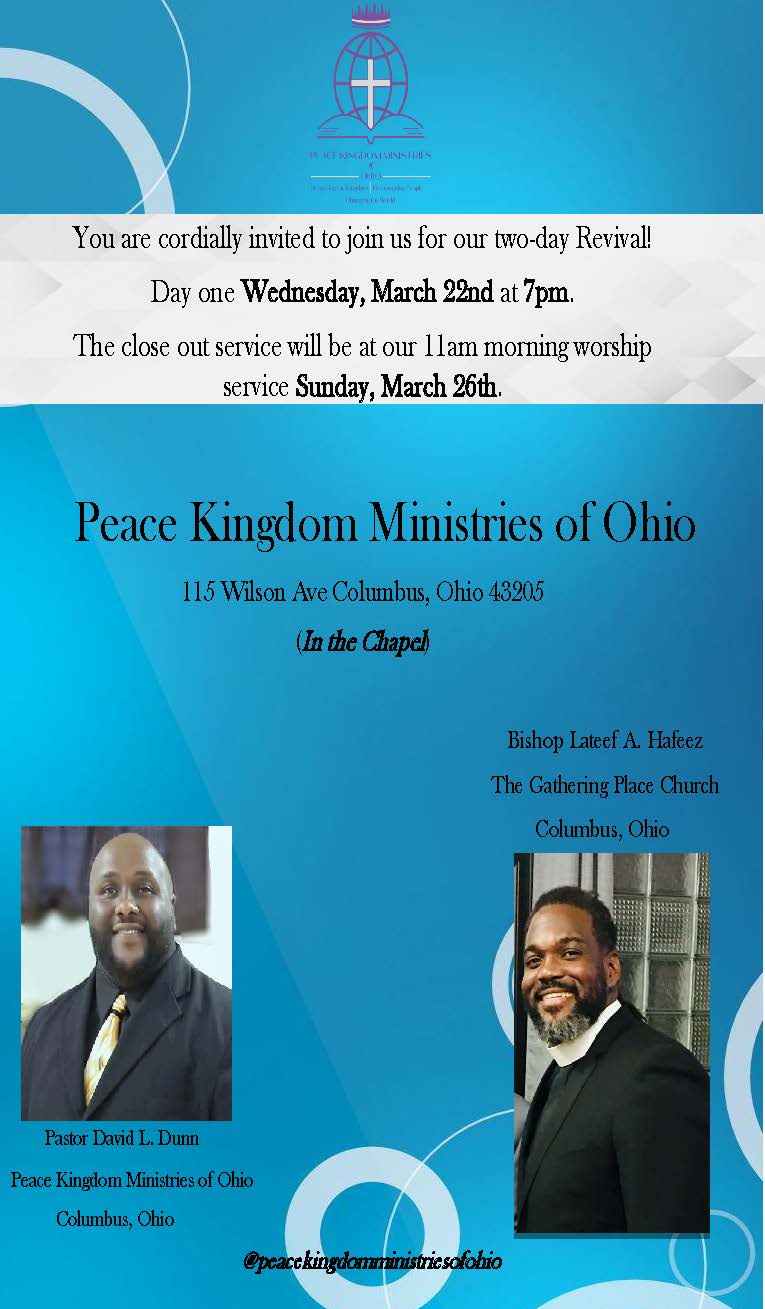 PEACE KINGDOM MINISTRIES
of
OHIO
You are cordially invited to join us for our two-day Revival!
Day one Wednesday, March 22nd at 7pm.
The close out service will be at our 11am morning worship
service Sunday, March 26th.
Peace Kingdom Ministries of Ohio
115 Wilson Ave Columbus, Ohio 43205
(In the Chapel)
Bishop Lateef A. Hafeez
The Gathering Place Church
Columbus, Ohio
Pastor David L. Dunn
Peace Kingdom Ministries of Ohio
Columbus, Ohio
@peacekingdomministriesofohio